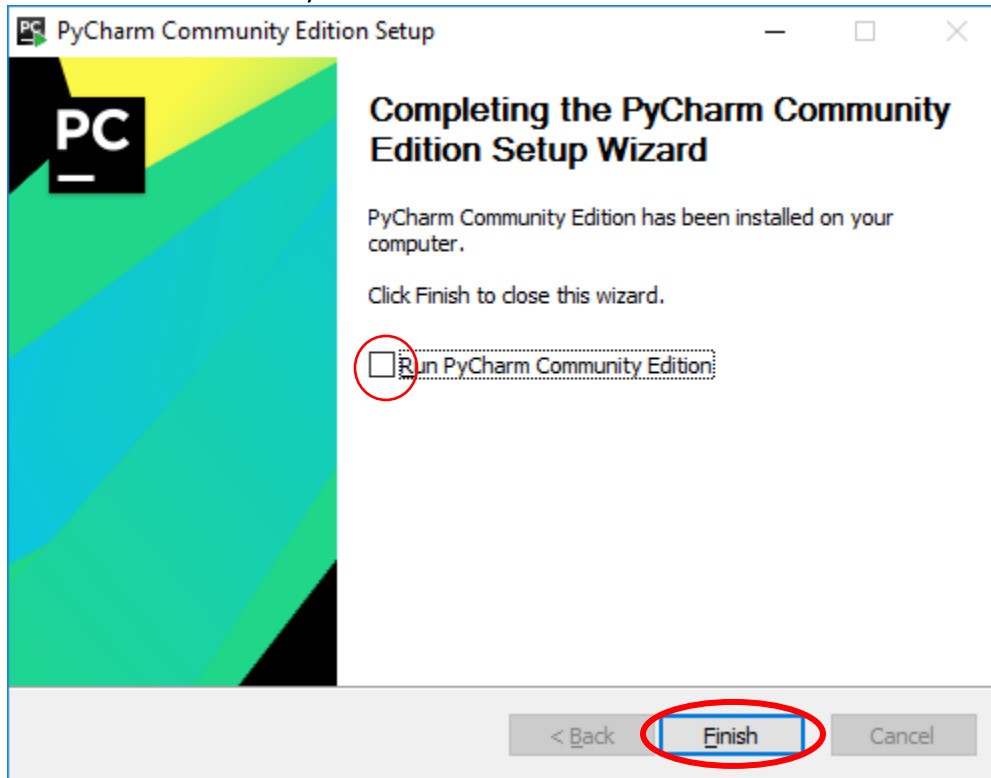 PyCharm Community Edition Setup
PC
Completing the PyCharm Community
Edition Setup Wizard
PyCharm Community Edition has been installed on your
computer.
Click Finish to close this wizard.
Run PyCharm Community Edition
< Back
Finish
Cancel